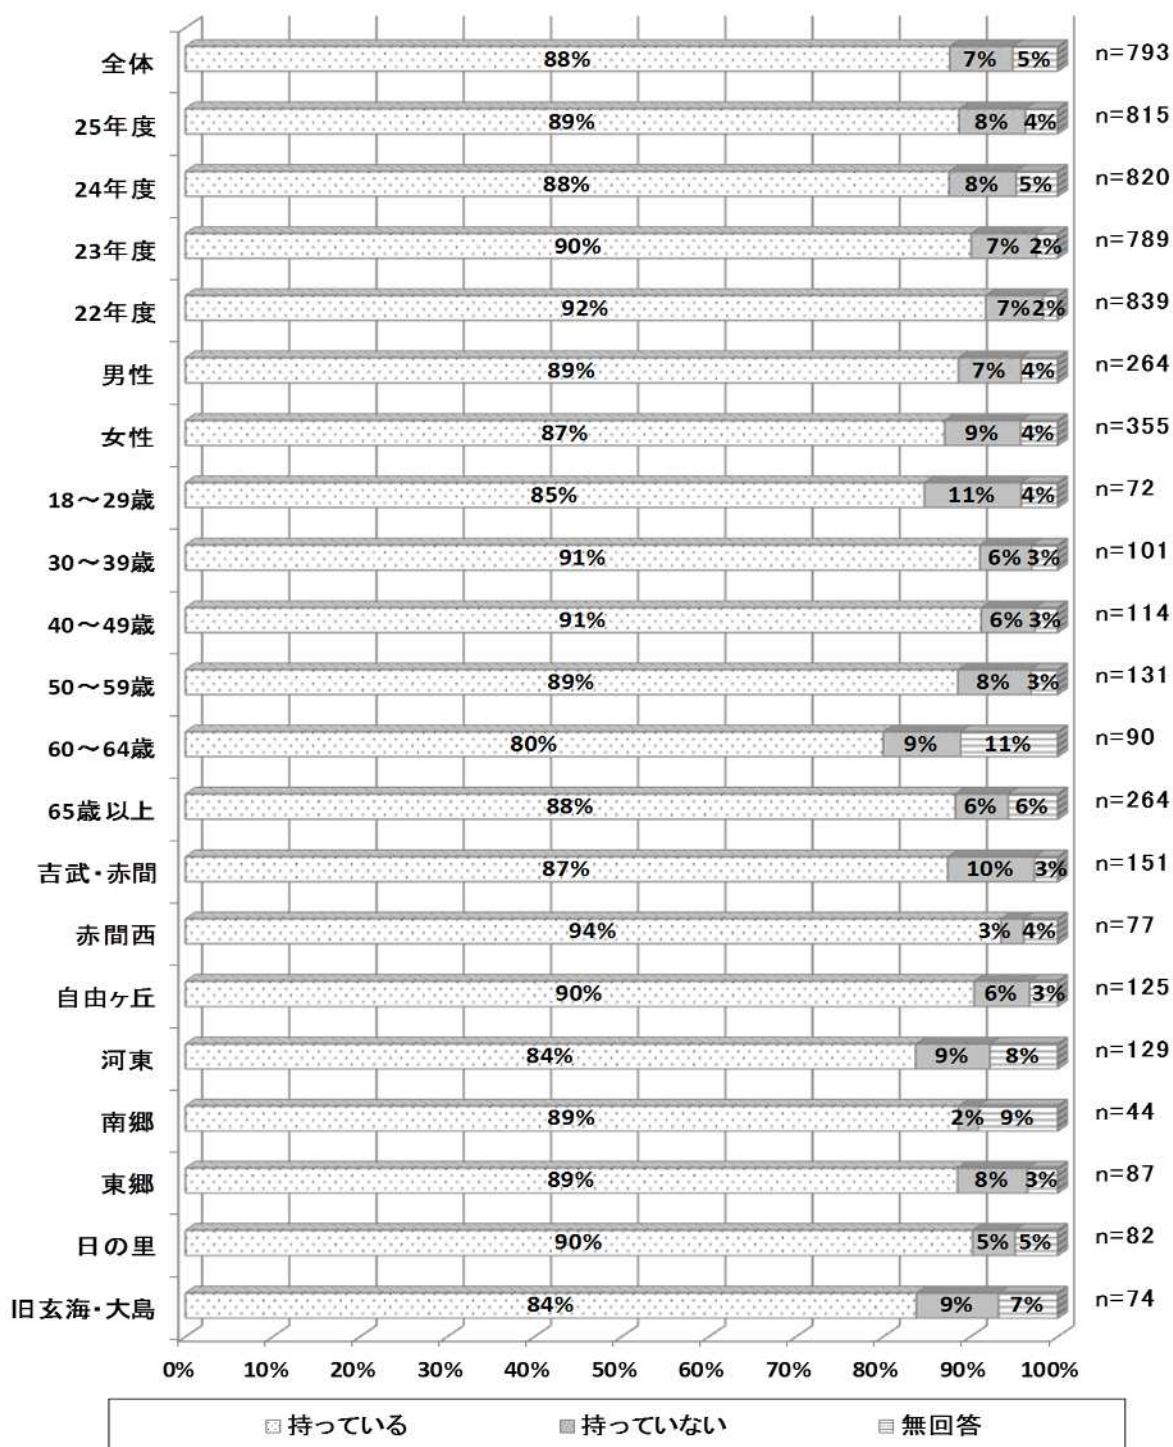 全体 88% 7% 5% n=793
25年度 89% 8% 4% n=815
24年度 88% 8% 5% n=820
23年度 90% 7% 2% n=789
22年度 92% 7% 2% n=839
男性 89% 7% 4% n=264
女性 87% 9% 4% n=355
18～29歳 85% 11% 4% n=72
30～39歳 91% 6% 3% n=101
40～49歳 91% 6% 3% n=114
50～59歳 89% 8% 3% n=131
60～64歳 80% 9% 11% n=90
65歳以上 88% 6% 6% n=264
吉武・赤間 87% 10% 3% n=151
赤間西 94% 3% 4% n=77
自由ヶ丘 90% 6% 3% n=125
河東 84% 9% 8% n=129
南郷 89% 2% 9% n=44
東郷 89% 8% 3% n=87
日の里 90% 5% 5% n=82
旧玄海・大島 84% 9% 7% n=74
0% 10% 20% 30% 40% 50% 60% 70% 80% 90% 100%
持っている 持っていない 無回答